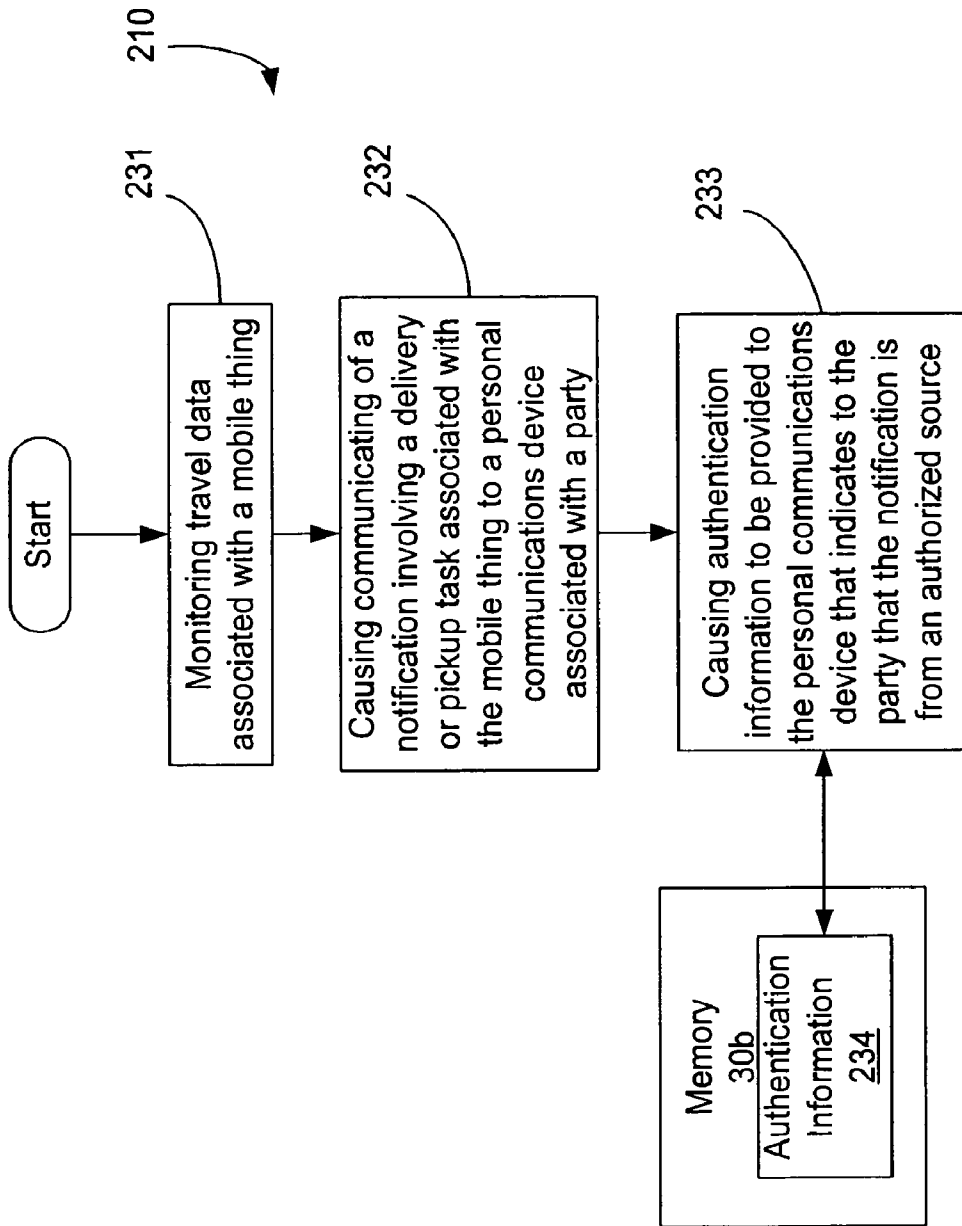 Start
210
231
Monitoring travel data
associated with a mobile thing
232
Causing communicating of a
notification involving a delivery
or pickup task associated with
the mobile thing to a personal
communications device
associated with a party
233
Causing authentication
information to be provided to
the personal communications
device that indicates to the
party that the notification is
from an authorized source
Memory
30b
Authentication
Information
234